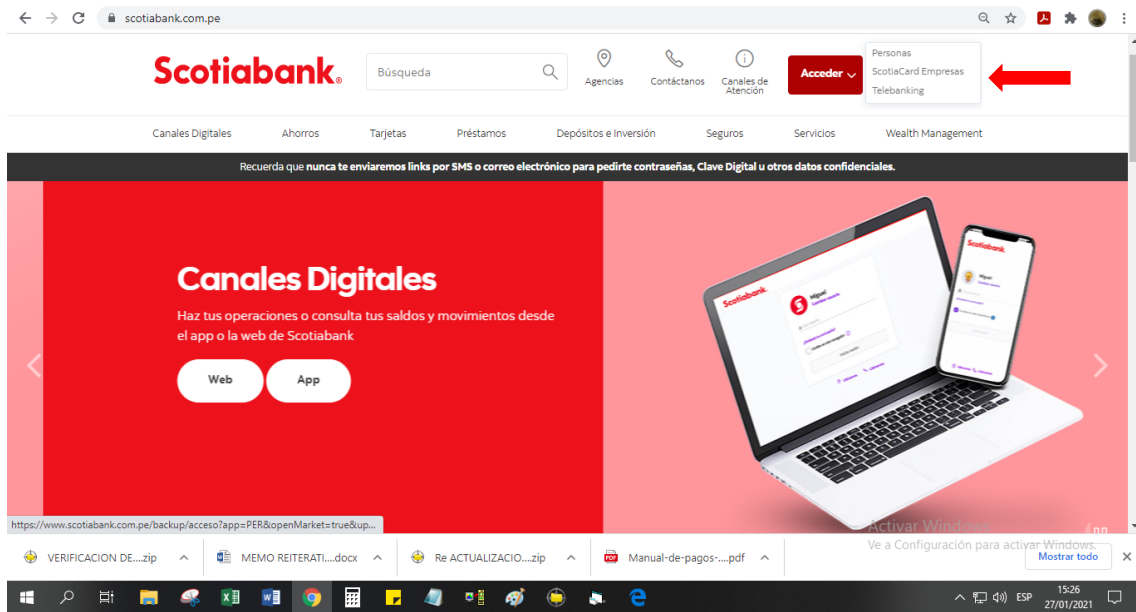 scotiabank.com.pe
Scotiabank®
Búsqueda
Agencias
Contáctanos
Canales de
Atención
Acceder
Personas
ScotiaCard Empresas
Telebanking
Canales Digitales Ahorros Tarjetas Préstamos Depósitos e Inversión Seguros Servicios Wealth Management
Recuerda que nunca te enviaremos links por SMS o correo electrónico para pedirte contraseñas, Clave Digital u otros datos confidenciales.
Canales Digitales
Haz tus operaciones o consulta tus saldos y movimientos desde
el app o la web de Scotiabank
Web App
Scotiabank
Miguel
Scotiabank
Miguel
https://www.scotiabank.com.pe/backup/acceso?app=PER&openMarket=true&up...
Activar Windows
Ve a Configuración para activar Windows.
VERIFICACION DE....zip
MEMO REITERATI....docx
Re ACTUALIZACIO....zip
Manual-de-pagos-....pdf
Mostrar todo
ESP
15:26
27/01/2021